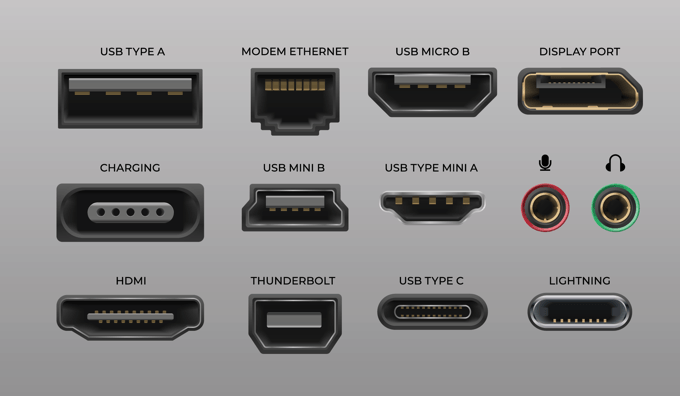 USB TYPE A
MODEM ETHERNET
USB MICRO B
DISPLAY PORT
CHARGING
USB MINI B
USB TYPE MINI A
HDMI
THUNDERBOLT
USB TYPE C
LIGHTNING